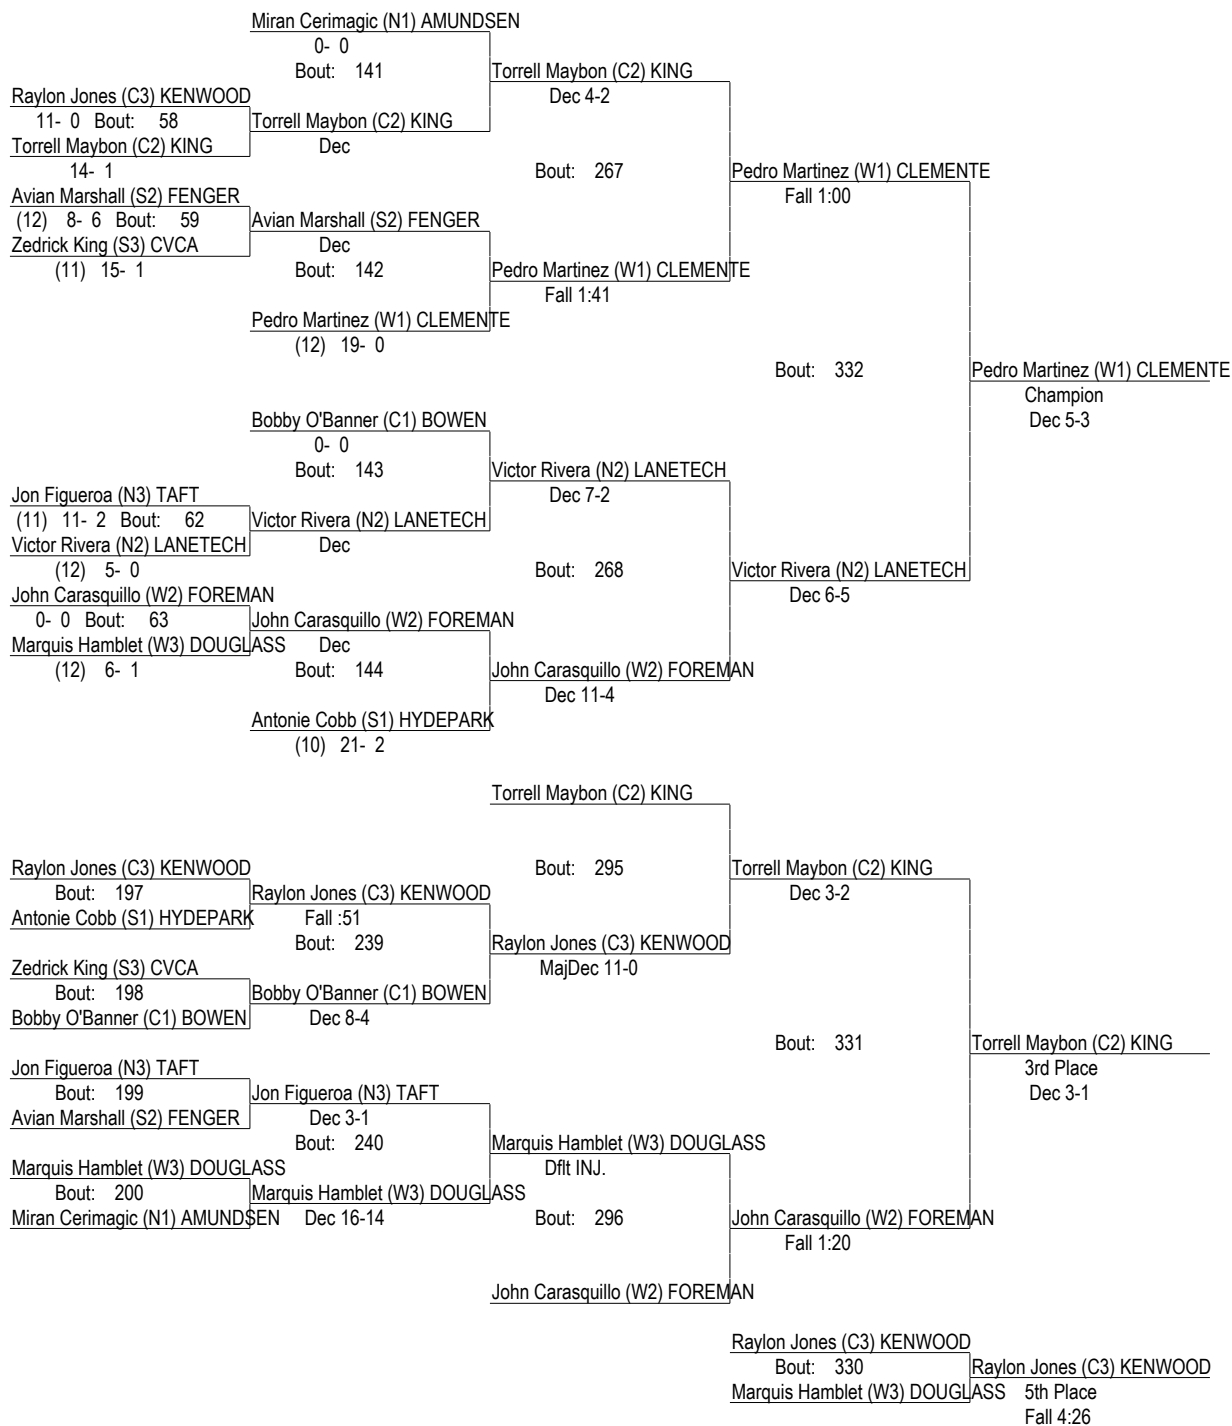 Miran Cerimagic (N1) AMUNDSEN
0- 0
Bout: 141
Torrell Maybon (C2) KING
Dec 4-2
Raylon Jones (C3) KENWOOD
11- 0 Bout: 58
Torrell Maybon (C2) KING
Dec
Torrell Maybon (C2) KING
14- 1
Bout: 267
Pedro Martinez (W1) CLEMENTE
Fall 1:00
Avian Marshall (S2) FENGER
(12) 8- 6 Bout: 59
Avian Marshall (S2) FENGER
Dec
Zedrick King (S3) CVCA
(11) 15- 1
Bout: 142
Pedro Martinez (W1) CLEMENTE
Fall 1:41
Pedro Martinez (W1) CLEMENTE
(12) 19- 0
Bout: 332
Pedro Martinez (W1) CLEMENTE
Champion
Dec 5-3
Bobby O'Banner (C1) BOWEN
0- 0
Bout: 143
Victor Rivera (N2) LANETECH
Dec 7-2
Jon Figueroa (N3) TAFT
(11) 11- 2 Bout: 62
Victor Rivera (N2) LANETECH
Dec
Victor Rivera (N2) LANETECH
(12) 5- 0
Bout: 268
Victor Rivera (N2) LANETECH
Dec 6-5
John Carasquillo (W2) FOREMAN
0- 0 Bout: 63
John Carasquillo (W2) FOREMAN
Dec
Marquis Hamblet (W3) DOUGLASS
(12) 6- 1
Bout: 144
John Carasquillo (W2) FOREMAN
Dec 11-4
Antonie Cobb (S1) HYDEPARK
(10) 21- 2
Torrell Maybon (C2) KING
Bout: 295
Torrell Maybon (C2) KING
Dec 3-2
Raylon Jones (C3) KENWOOD
Bout: 197
Raylon Jones (C3) KENWOOD
Antonie Cobb (S1) HYDEPARK
Fall :51
Bout: 239
Raylon Jones (C3) KENWOOD
MajDec 11-0
Zedrick King (S3) CVCA
Bout: 198
Bobby O'Banner (C1) BOWEN
Bobby O'Banner (C1) BOWEN
Dec 8-4
Bout: 331
Torrell Maybon (C2) KING
3rd Place
Dec 3-1
Jon Figueroa (N3) TAFT
Bout: 199
Jon Figueroa (N3) TAFT
Avian Marshall (S2) FENGER
Dec 3-1
Bout: 240
Marquis Hamblet (W3) DOUGLASS
Dflt INJ.
Marquis Hamblet (W3) DOUGLASS
Bout: 200
Marquis Hamblet (W3) DOUGLASS
Miran Cerimagic (N1) AMUNDSEN
Dec 16-14
Bout: 296
John Carasquillo (W2) FOREMAN
Fall 1:20
John Carasquillo (W2) FOREMAN
Raylon Jones (C3) KENWOOD
Bout: 330
Raylon Jones (C3) KENWOOD
Marquis Hamblet (W3) DOUGLASS
5th Place
Fall 4:26